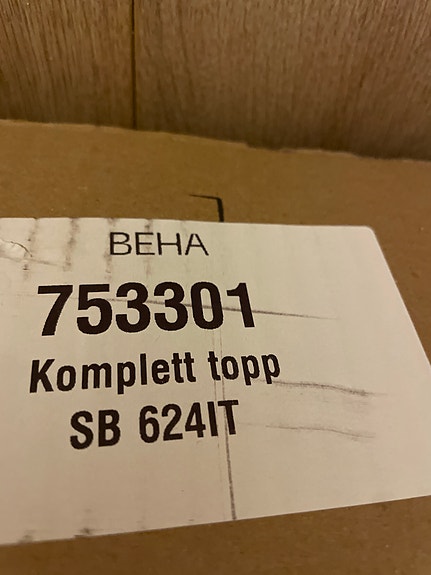 BEHA
753301
Komplett topp
SB 624IT